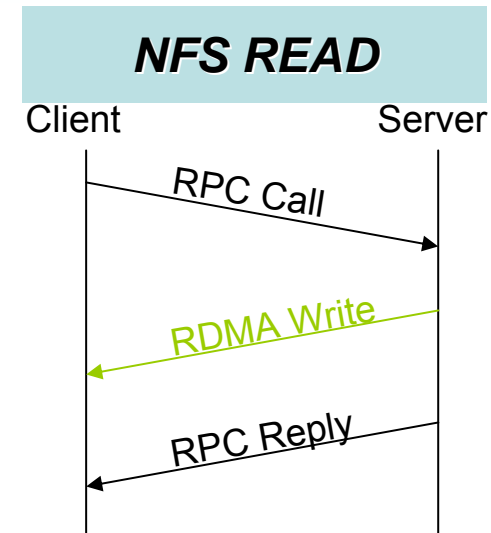 NFS READ
Client Server
RPC Call
RDMA Write
RPC Reply